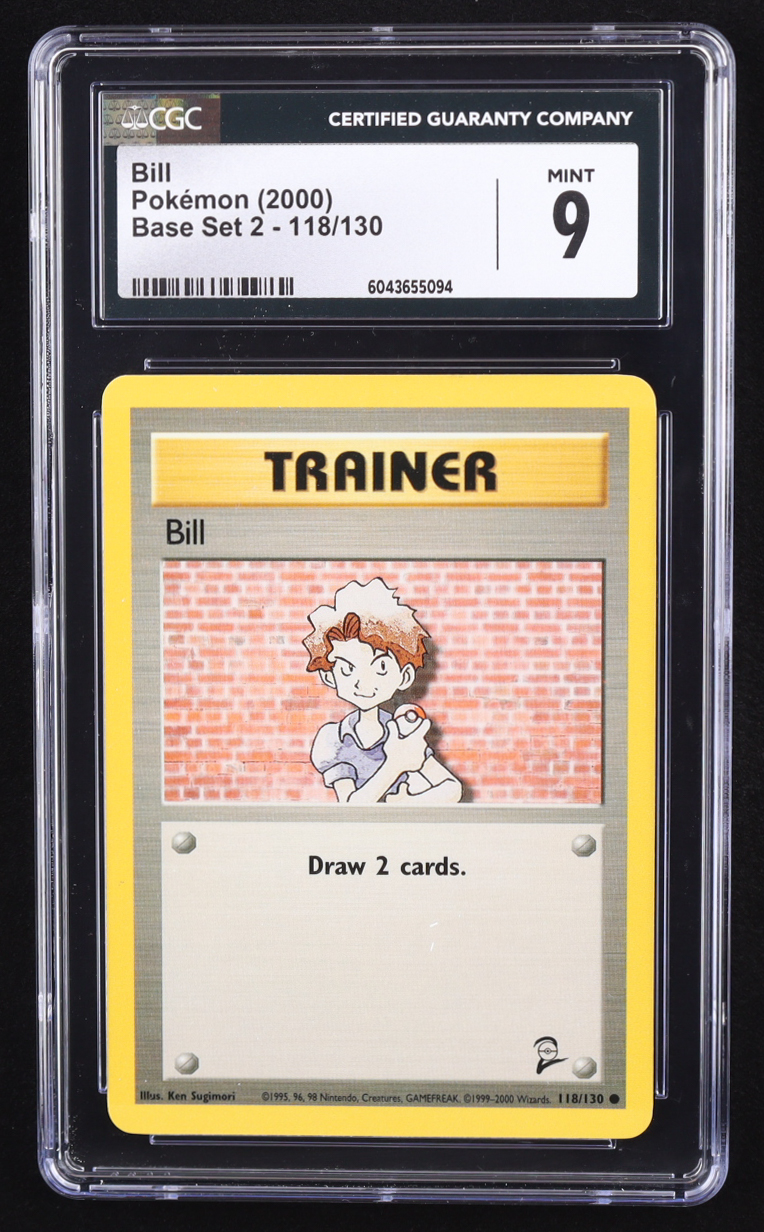 CGC
CERTIFIED GUARANTY COMPANY
Bill
Pokémon (2000)
Base Set 2 - 118/130
MINT
9
6043655094
TRAINER
Bill
Draw 2 cards.
2
Illus. Ken Sugimori
©1995, 96, 98 Nintendo, Creatures, GAMEFREAK. ©1999-2000 Wizards.
118/130